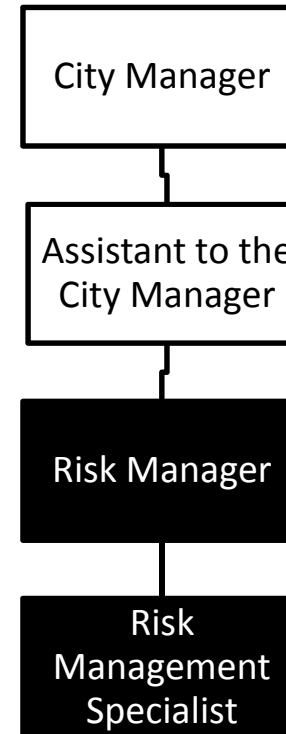 City Manager
Assistant to the
City Manager
Risk Manager
Risk
Management
Specialist